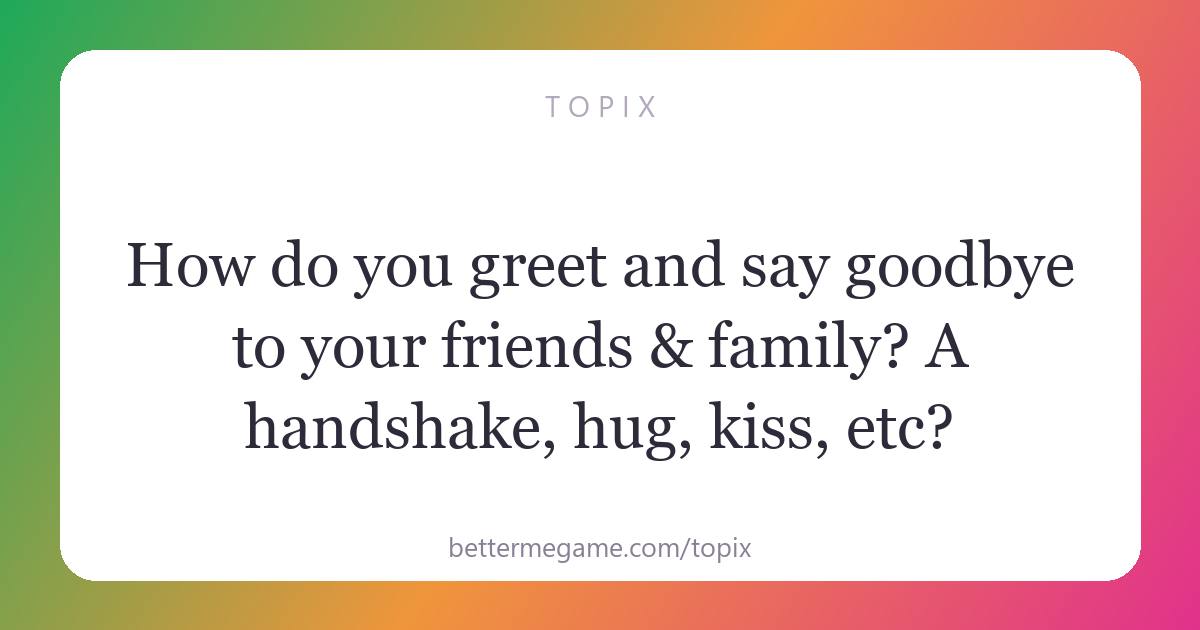 TOPIX
How do you greet and say goodbye
to your friends & family? A
handshake, hug, kiss, etc?
bettermegame.com/topix